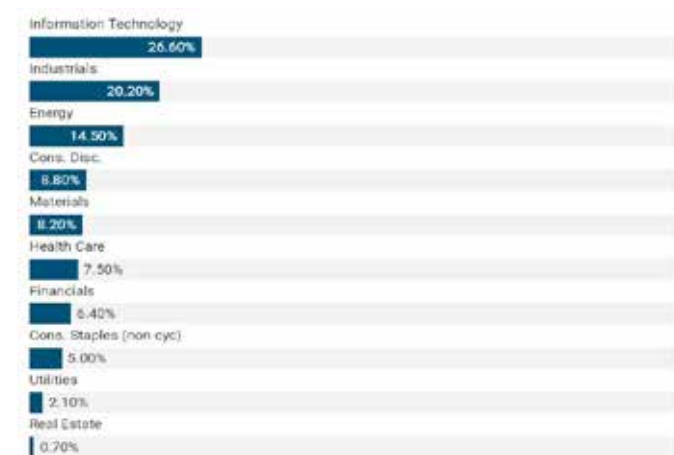 Information Technology
26.60%
Industrials
20.20%
Energy
14.50%
Cons. Disc.
8.80%
Materials
8.20%
Health Care
7.50%
Financials
6.40%
Cons. Staples (non cyc)
5.00%
Utilities
2.10%
Real Estate
0.70%